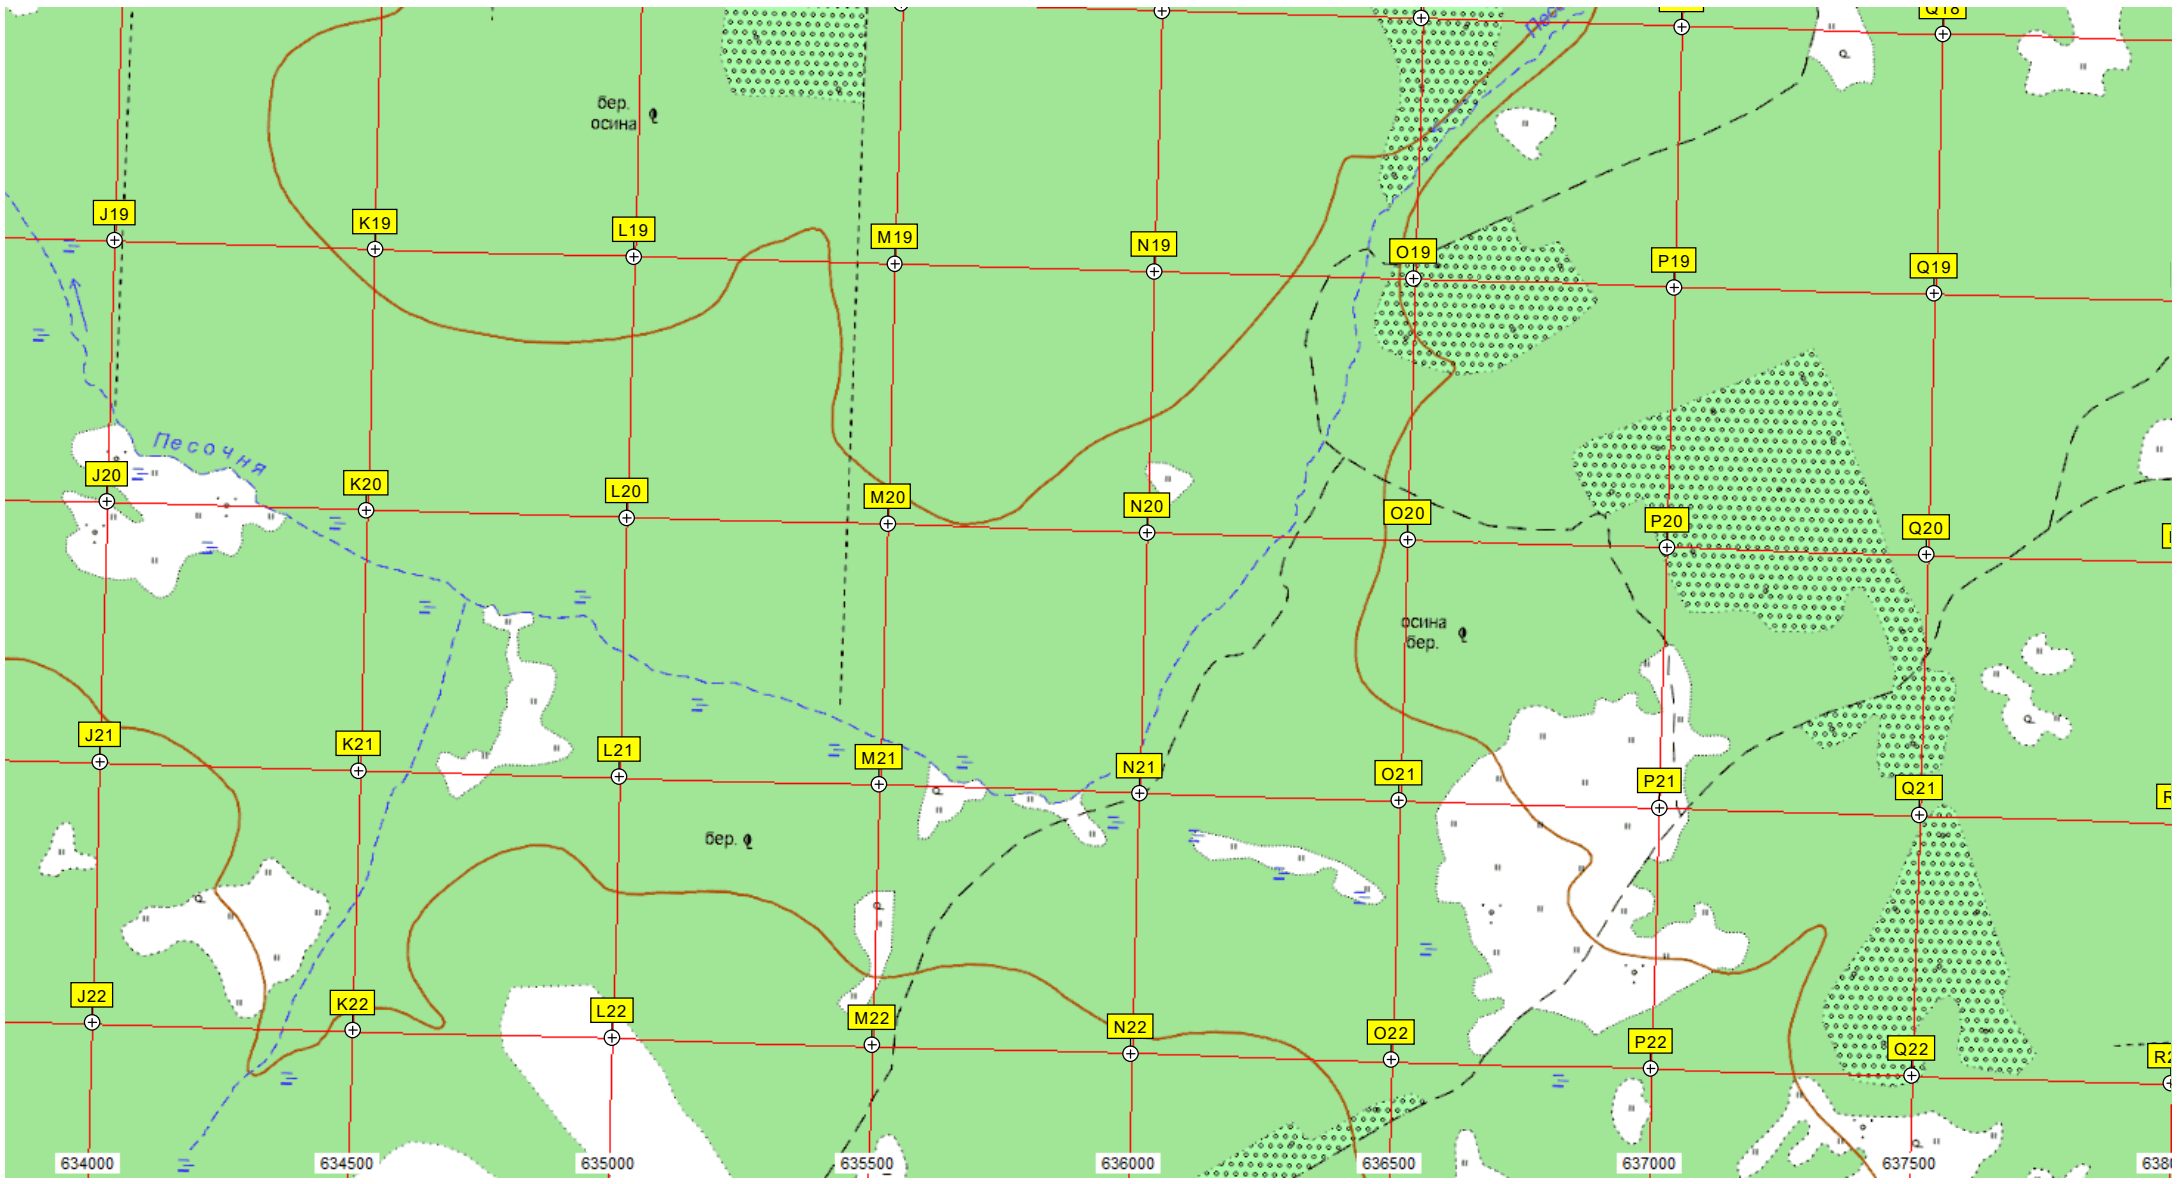 Q18
бер.
осина
J19
K19
L19
M19
N19
O19
P19
Q19
Песочня
J20
K20
L20
M20
N20
O20
P20
Q20
осина
бер.
J21
K21
L21
M21
N21
O21
P21
Q21
бер.
J22
K22
L22
M22
N22
O22
P22
Q22
634000
634500
635000
635500
636000
636500
637000
637500